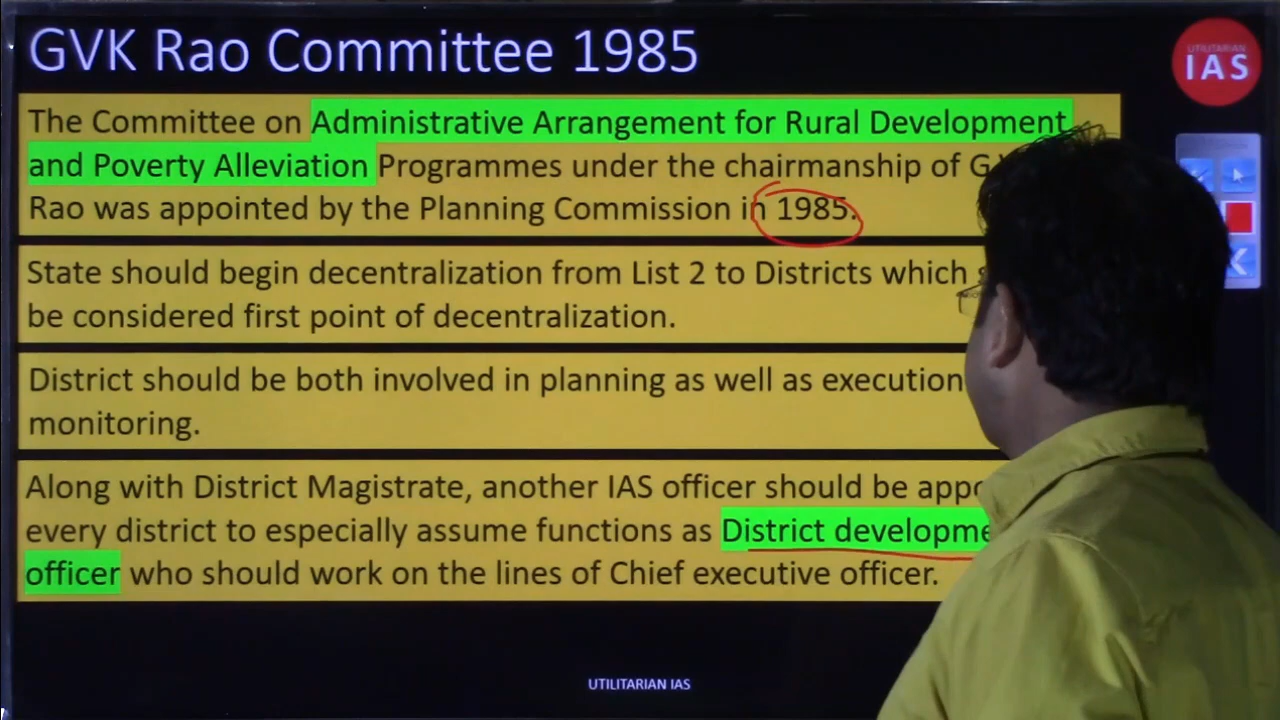 GVK Rao Committee 1985
UTILITARIAN
IAS
The Committee on Administrative Arrangement for Rural Development
and Poverty Alleviation Programmes under the chairmanship of
Rao was appointed by the Planning Commission in 1985.
State should begin decentralization from List 2 to Districts which
be considered first point of decentralization.
District should be both involved in planning as well as execution
monitoring.
Along with District Magistrate, another IAS officer should be
every district to especially assume functions as District
officer who should work on the lines of Chief executive officer.
UTILITARIAN IAS